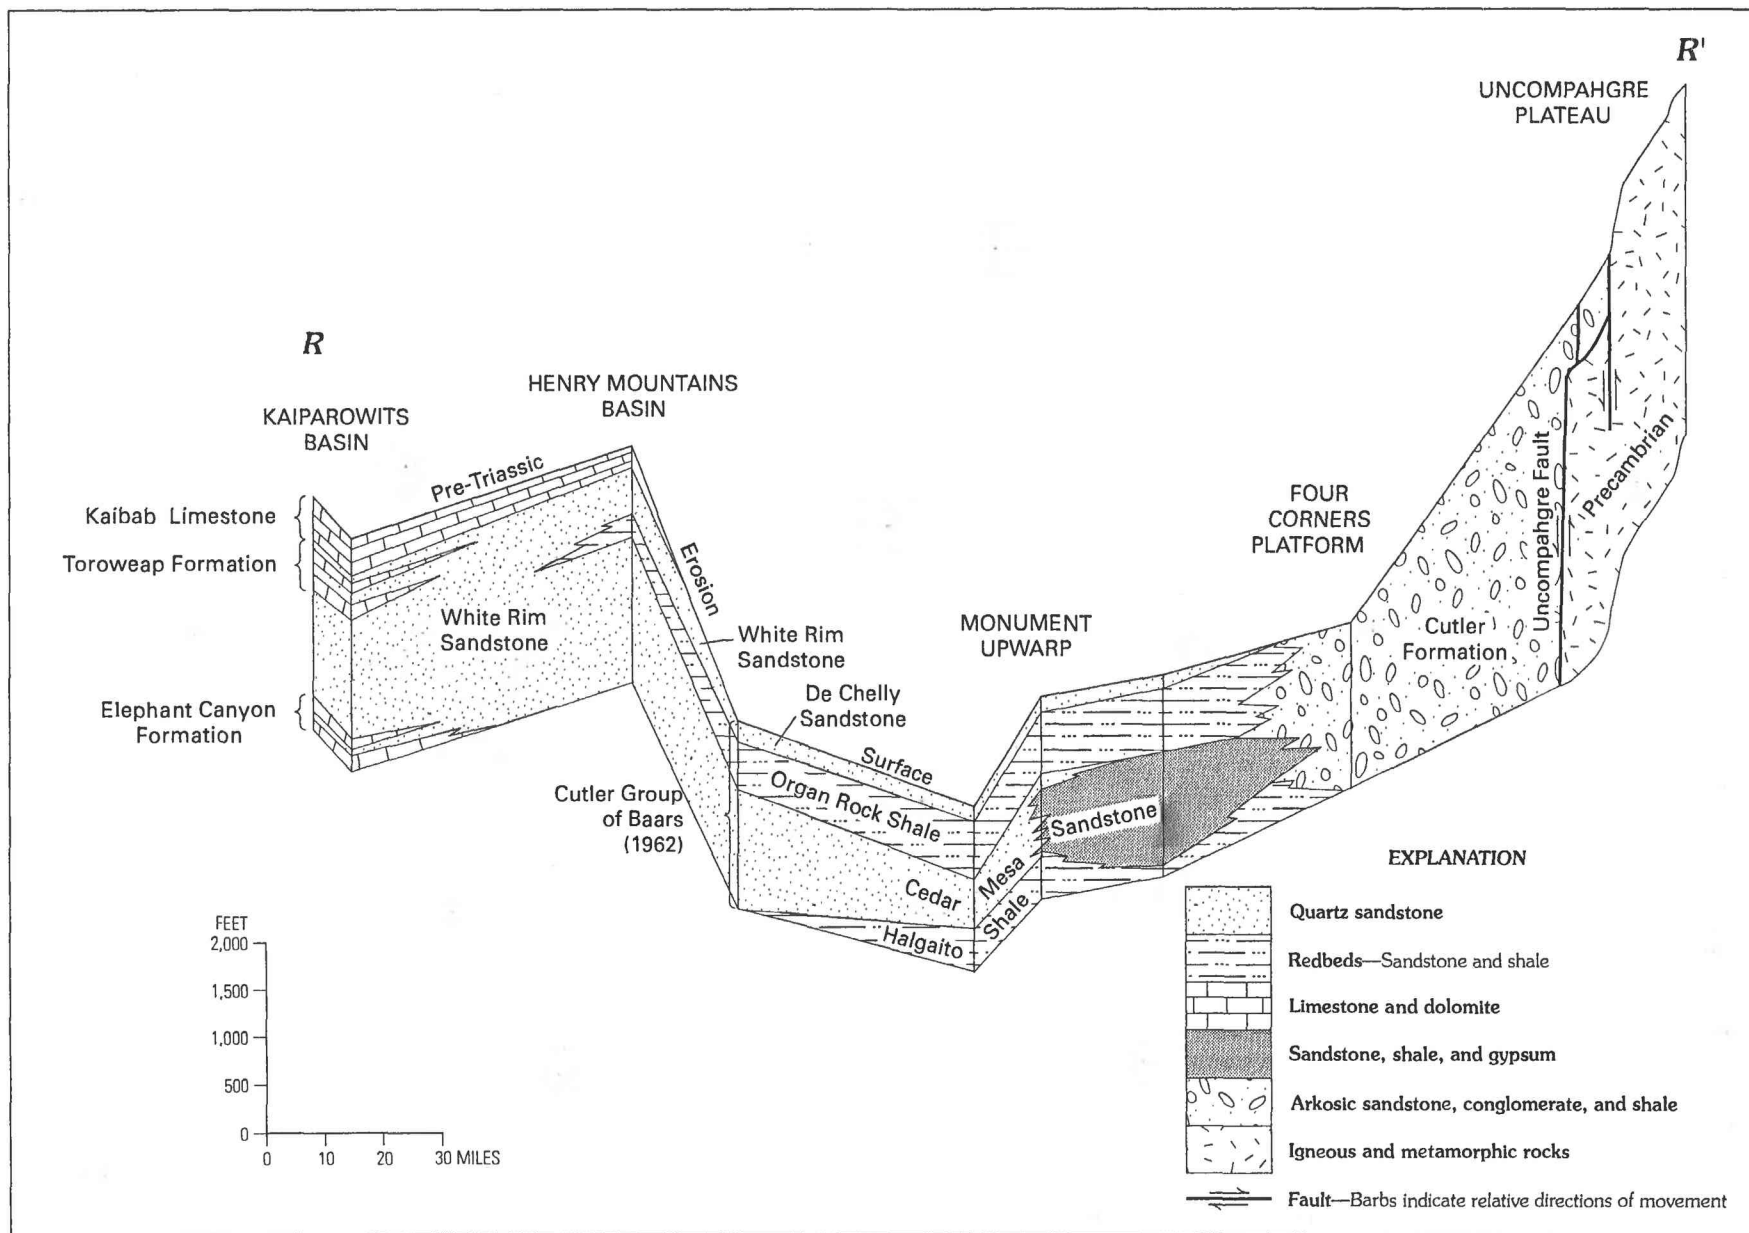 R'
UNCOMPAHGRE
PLATEAU
R
HENRY MOUNTAINS
BASIN
KAIPAROWITS
BASIN
Pre-Triassic
Kaibab Limestone
Toroweap Formation
White Rim
Sandstone
Elephant Canyon
Formation
Erosion
White Rim
Sandstone
De Chelly
Sandstone
Surface
Organ Rock Shale
Cutler Group
of Baars
(1962)
Cedar
Mesa
Sandstone
Halgaito
Shale
MONUMENT
UPWARP
FOUR
CORNERS
PLATFORM
Cutler
Formation
Uncompahgre Fault
Precambrian
FEET
2,000
1,500
1,000
500
0
0 10 20 30 MILES
EXPLANATION
Quartz sandstone
Redbeds—Sandstone and shale
Limestone and dolomite
Sandstone, shale, and gypsum
Arkosic sandstone, conglomerate, and shale
Igneous and metamorphic rocks
Fault—Barbs indicate relative directions of movement